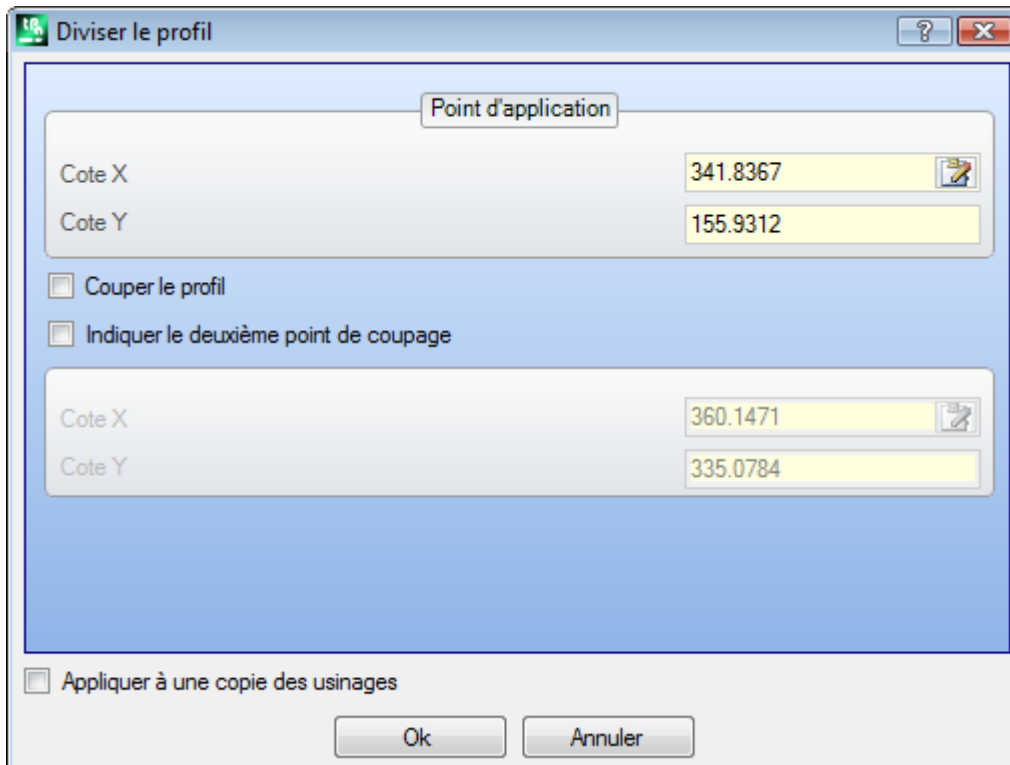 Diviser le profil
Point d'application
Cote X 341.8367
Cote Y 155.9312
Couper le profil
Indiquer le deuxième point de coupage
Cote X 360.1471
Cote Y 335.0784
Appliquer à une copie des usinages
Ok Annuler